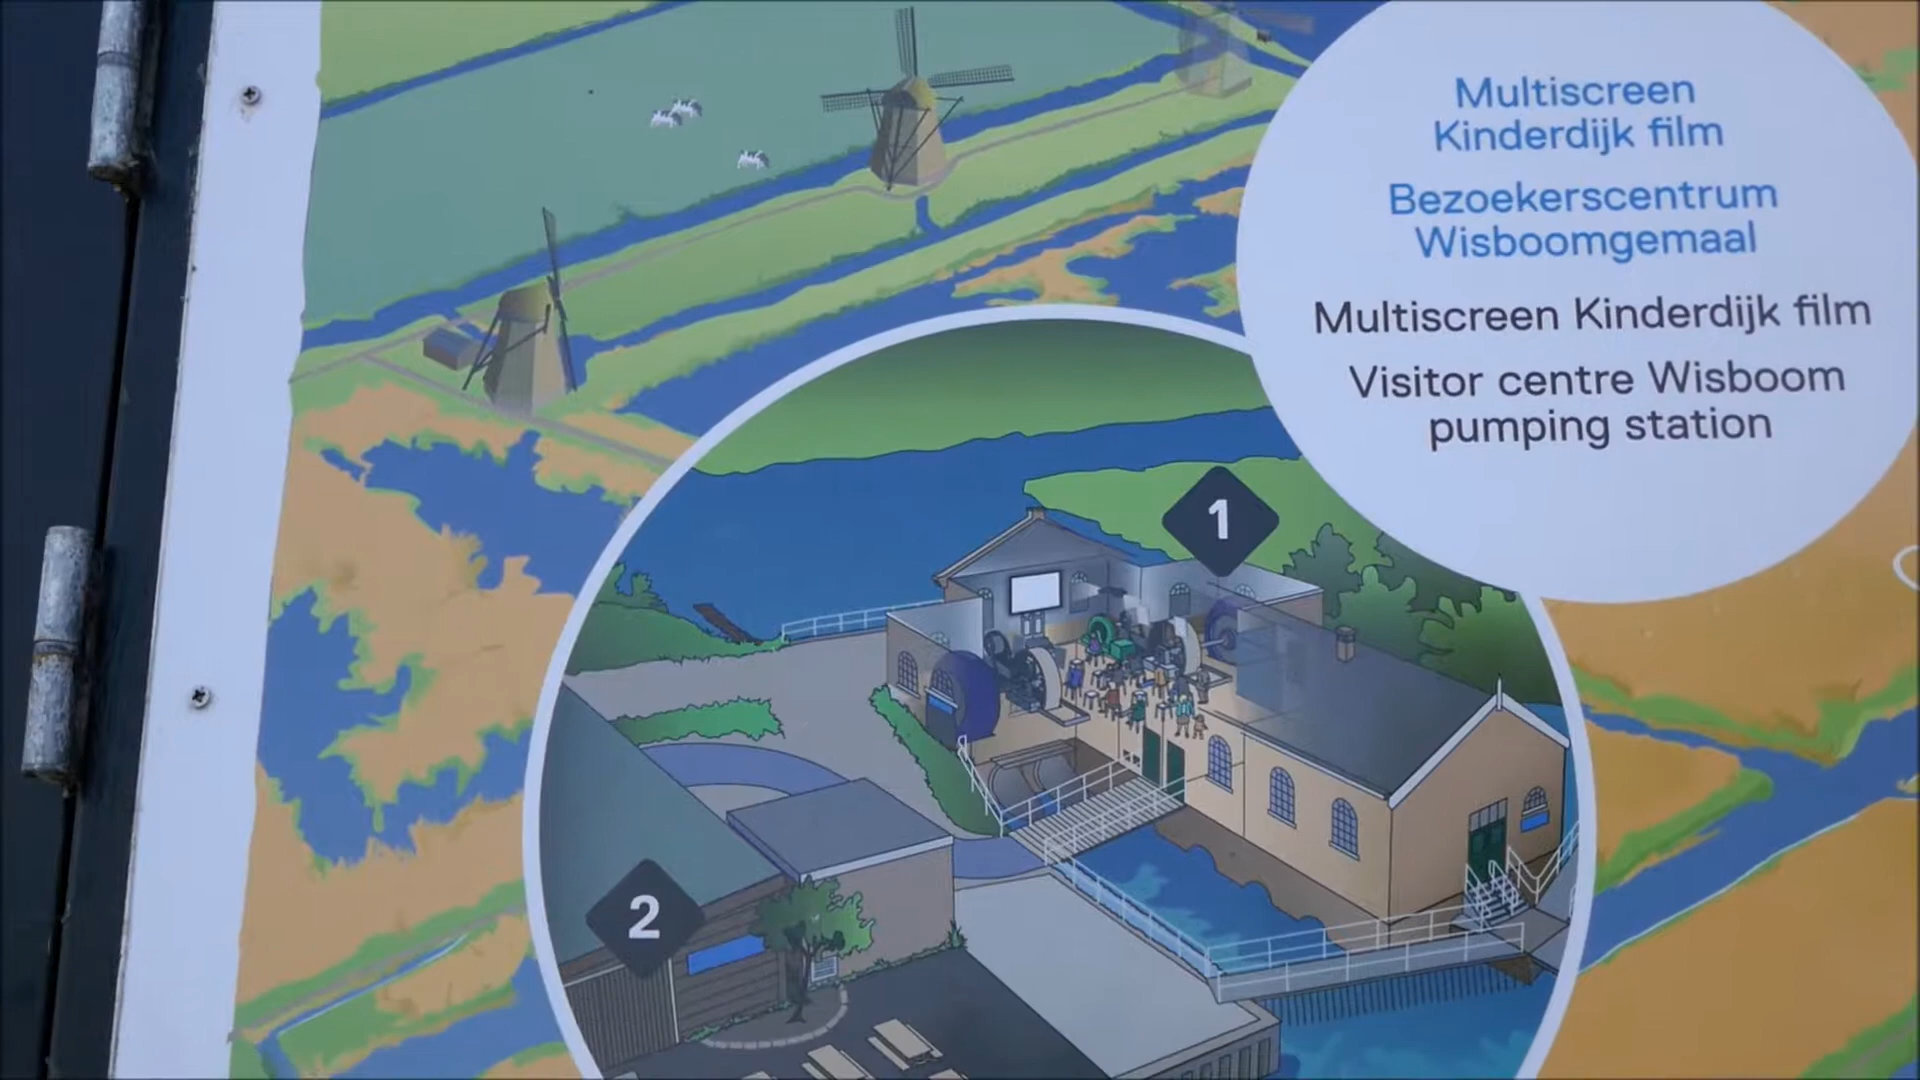 Multiscreen
Kinderdijk film
Bezoekerscentrum
Wisboomgemaal
Multiscreen Kinderdijk film
Visitor centre Wisboom
pumping station
1
2